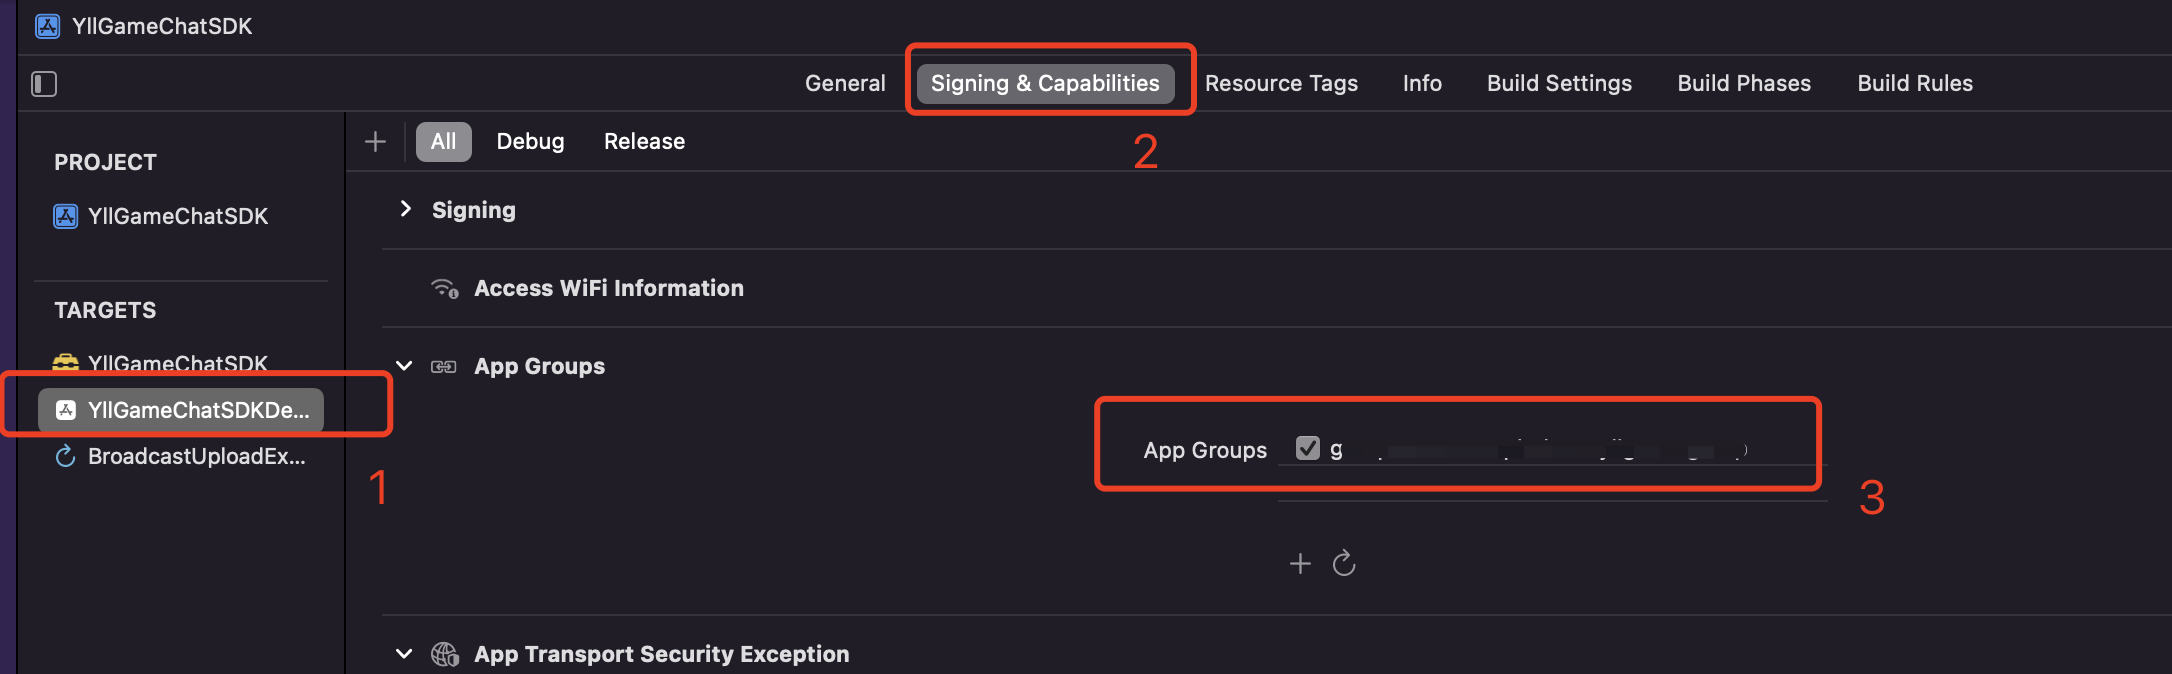 YllGameChatSDK
General Signing & Capabilities Resource Tags Info Build Settings Build Phases Build Rules
2
All Debug Release
PROJECT
YllGameChatSDK
Signing
Access WiFi Information
TARGETS
YllGameChatSDK
YllGameChatSDKDe...
BroadcastUploadEx...
1
App Groups
App Groups
3
App Transport Security Exception